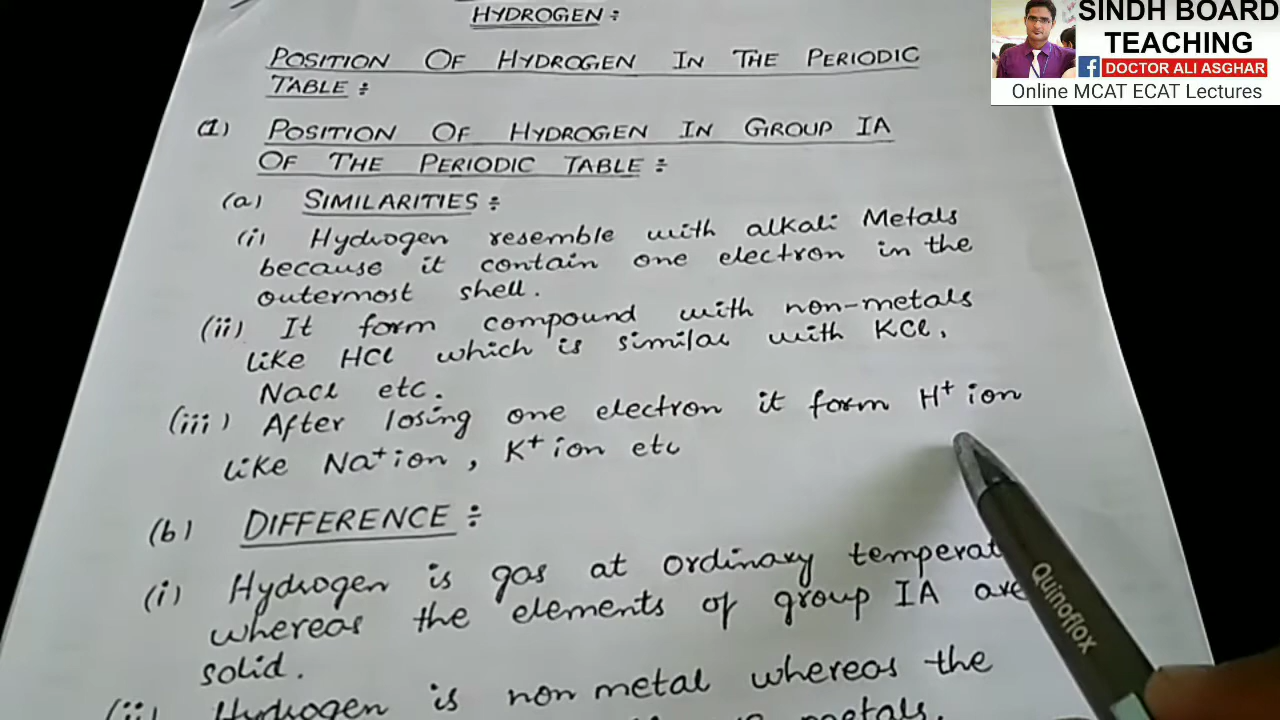 HYDROGEN :
POSITION OF HYDROGEN IN THE PERIODIC
TABLE :
(1) POSITION OF HYDROGEN IN GROUP IA
OF THE PERIODIC TABLE :
(a) SIMILARITIES :
(i) Hydrogen resemble with alkali Metals
because it contain one electron in the
outermost shell.
(ii) It form compound with non-metals
like HCl which is similar with KCl,
NaCl etc.
(iii) After losing one electron it form H+ ion
like Na+ ion, K+ ion etc
(b) DIFFERENCE :
(i) Hydrogen is gas at ordinary temperat
whereas the elements of group IA are
solid.
(ii) Hydrogen is non metal whereas the
metals.
Quinoflox
SINDH BOARD
TEACHING
f DOCTOR ALI ASGHAR
Online MCAT ECAT Lectures